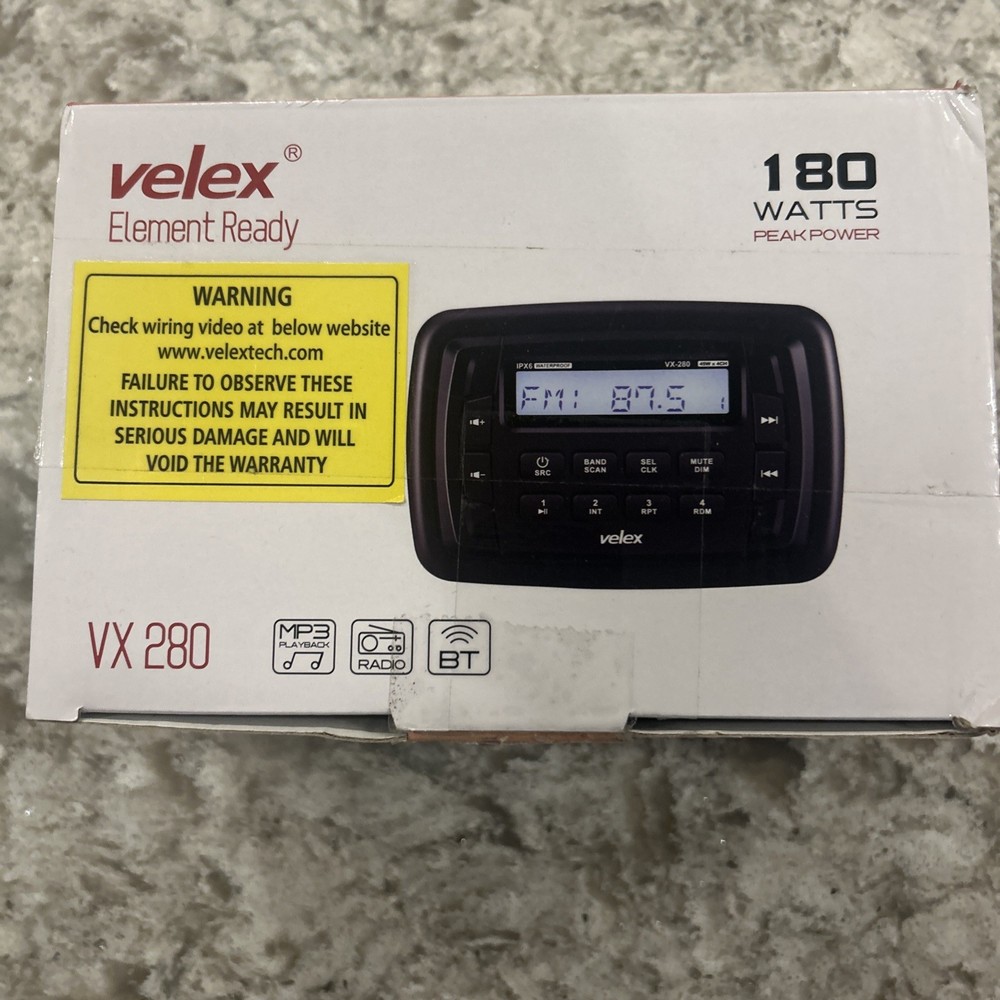 velex®
Element Ready
180
WATTS
PEAK POWER
WARNING
Check wiring video at below website
www.velextech.com
FAILURE TO OBSERVE THESE
INSTRUCTIONS MAY RESULT IN
SERIOUS DAMAGE AND WILL
VOID THE WARRANTY
IPX6 WATERPROOF VX-280 45W x 4CH
FM1 87.5 1
SRC
BAND
SCAN
SEL
CLK
MUTE
DIM
1
2
INT
3
RPT
4
RDM
velex
VX 280
MP3
PLAYBACK
RADIO
BT